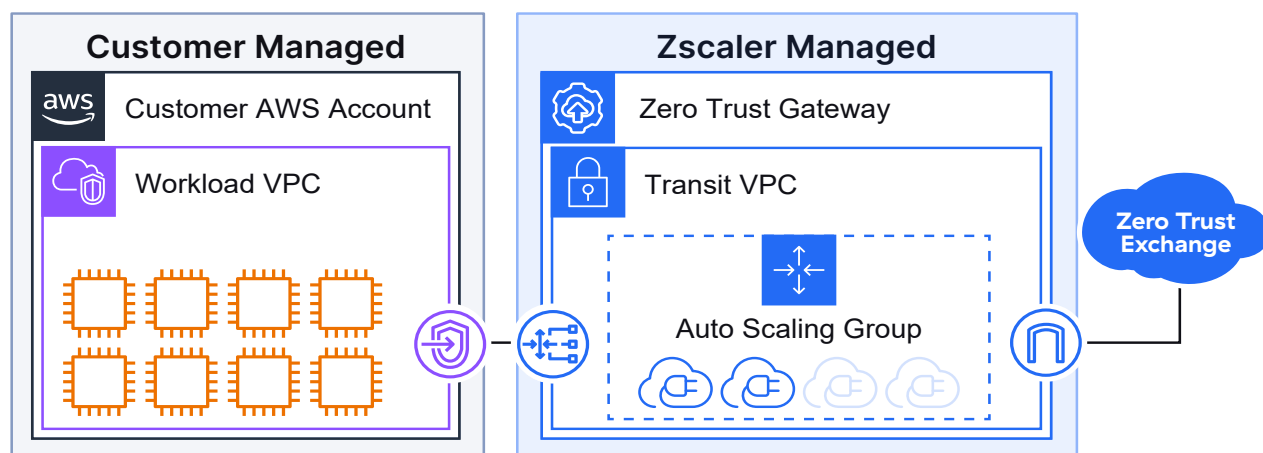 Customer Managed
aws
Customer AWS Account
Workload VPC
Zscaler Managed
Zero Trust Gateway
Transit VPC
Auto Scaling Group
Zero Trust
Exchange